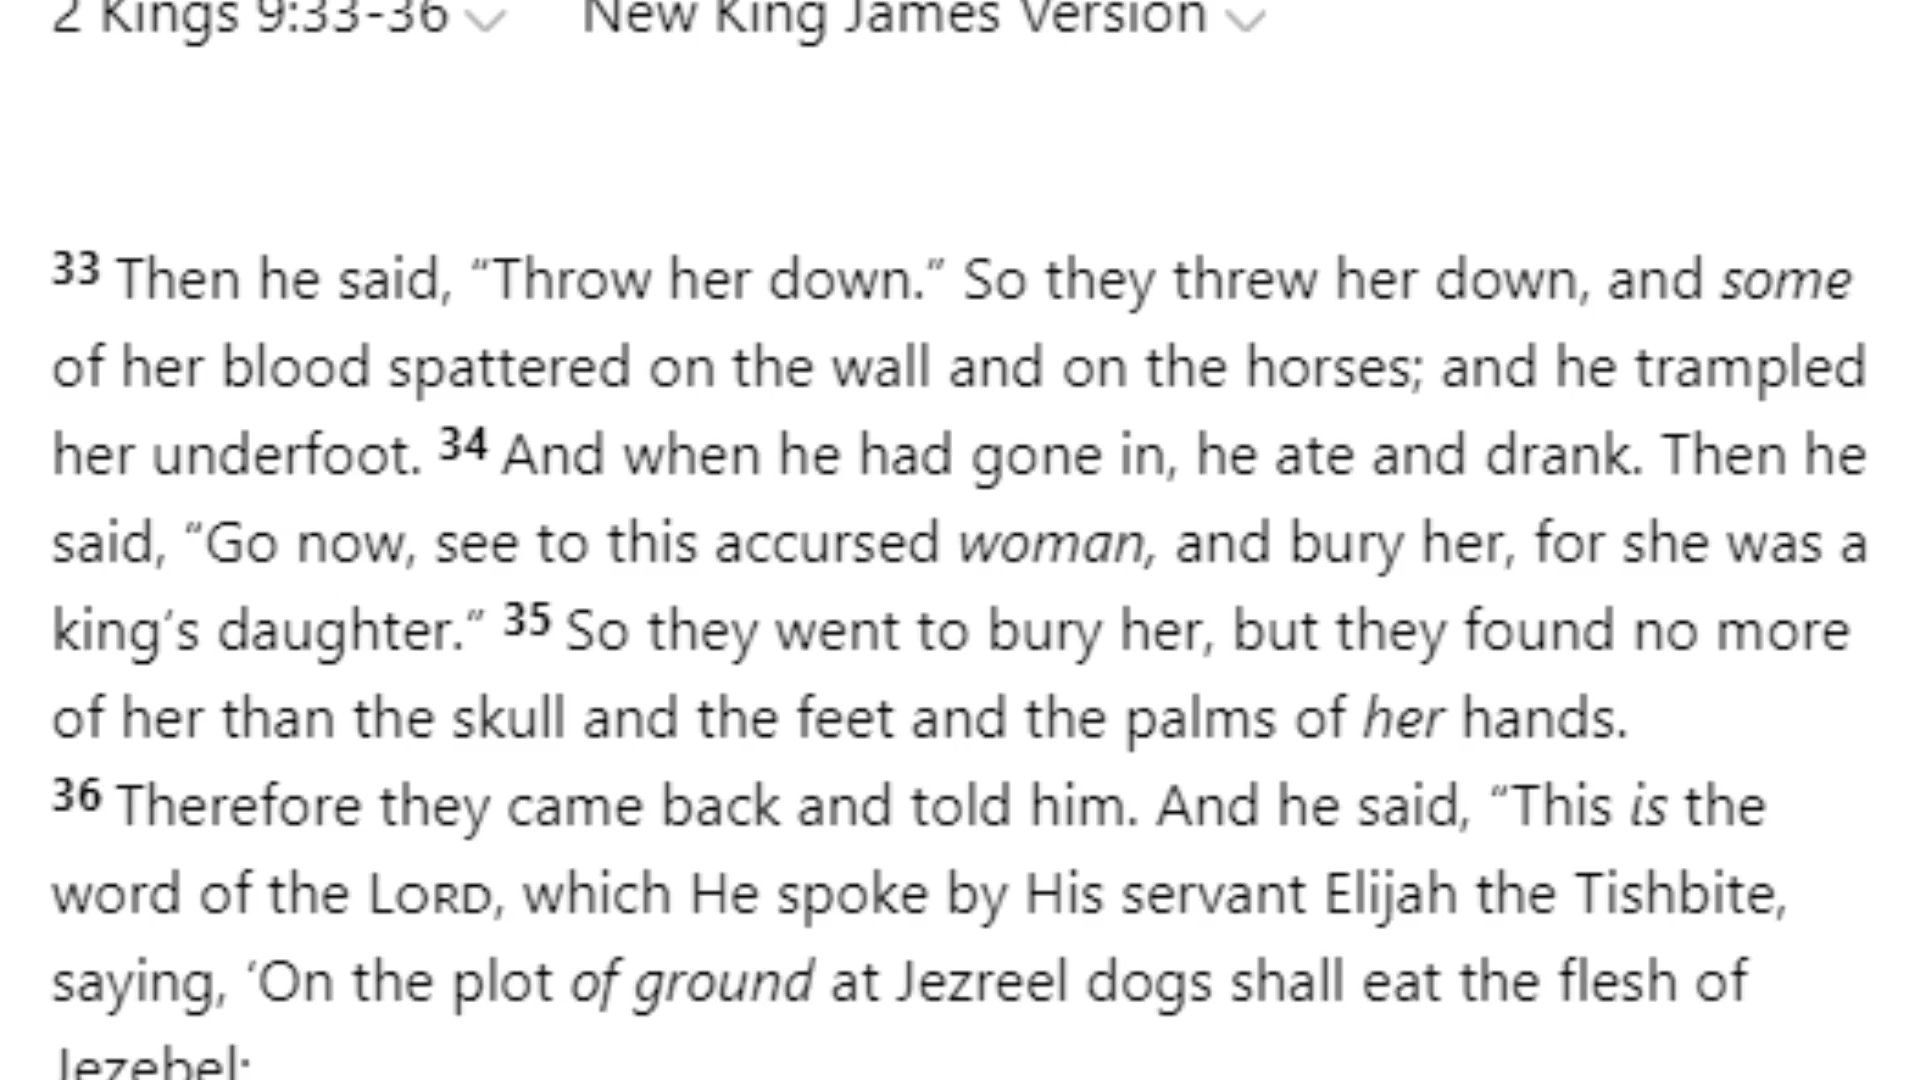 2 Kings 9:33-36 New King James Version
33 Then he said, “Throw her down.” So they threw her down, and some
of her blood spattered on the wall and on the horses; and he trampled
her underfoot. 34 And when he had gone in, he ate and drank. Then he
said, “Go now, see to this accursed woman, and bury her, for she was a
king’s daughter.” 35 So they went to bury her, but they found no more
of her than the skull and the feet and the palms of her hands.
36 Therefore they came back and told him. And he said, “This is the
word of the LORD, which He spoke by His servant Elijah the Tishbite,
saying, ‘On the plot of ground at Jezreel dogs shall eat the flesh of
Jezebel;